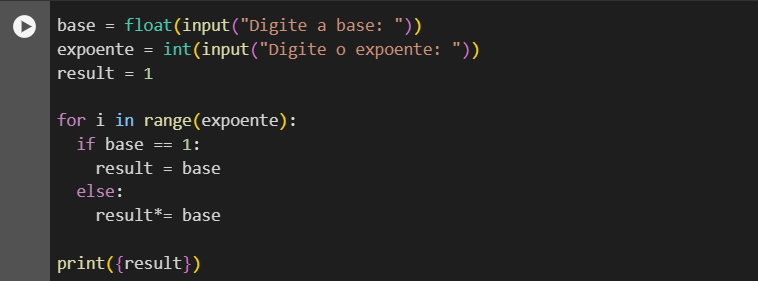 base = float(input("Digite a base: "))
expoente = int(input("Digite o expoente: "))
result = 1
for i in range(expoente):
  if base == 1:
    result = base
  else:
    result*= base
print({result})